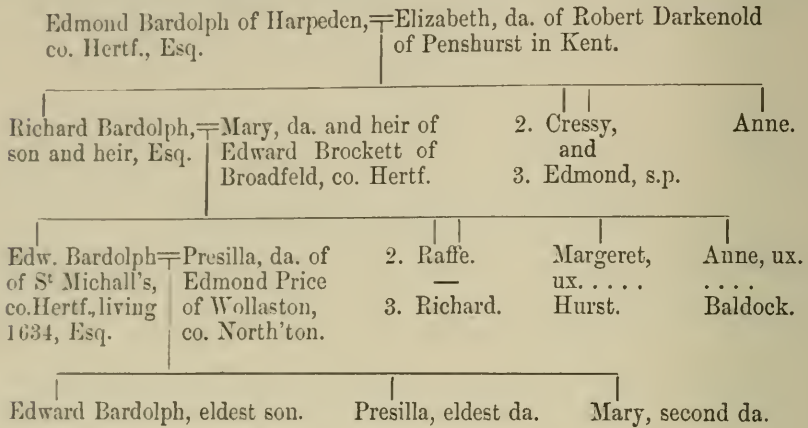 Edmond Bardolph of Harpeden,
co. Hertf., Esq.
Elizabeth, da. of Robert Darkenold
of Penshurst in Kent.
Richard Bardolph,
son and heir, Esq.
Mary, da. and heir of
Edward Brockett of
Broadfeld, co. Hertf.
2. Cressy,
and
3. Edmond, s.p.
Anne.
Edw. Bardolph
of St Michall's,
co.Hertf., living
1634, Esq.
Presilla, da. of
Edmond Price
of Wollaston,
co. North'ton.
2. Raffe.
—
3. Richard.
Margeret,
ux. . . . .
Hurst.
Anne, ux.
. . . .
Baldock.
Edward Bardolph, eldest son.
Presilla, eldest da.
Mary, second da.